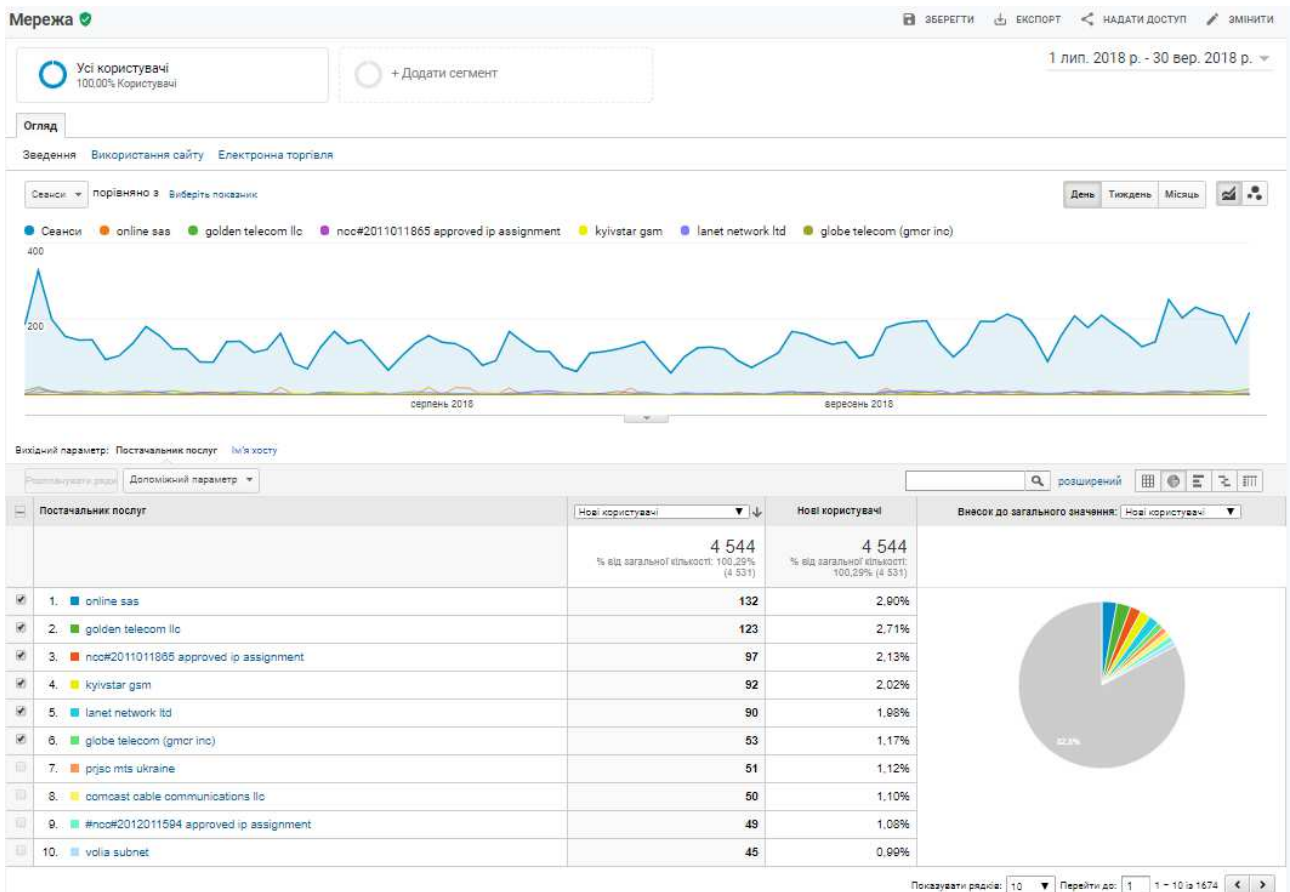 Мережа
ЗБЕРЕГТИ ЕКСПОРТ НАДАТИ ДОСТУП ЗМІНИТИ
Усі користувачі
100,00% Користувачі
+ Додати сегмент
1 лип. 2018 р. - 30 вер. 2018 р.
Огляд
Зведення Використання сайту Електронна торгівля
Сеанси порівняно з Виберіть показник
День Тиждень Місяць
Сеанси online sas golden telecom llc ncc#2011011865 approved ip assignment kyivstar gsm lanet network ltd globe telecom (gmcr inc)
400
200
серпень 2018 вересень 2018
Вихідний параметр: Постачальник послуг Ім'я хосту
Допоміжний параметр
розширений
Постачальник послуг Нові користувачі Нові користувачі Внесок до загального значення: Нові користувачі
4 544 4 544
% від загальної кількості: 100,29% % від загальної кількості:
(4 531) 100,29% (4 531)
1. online sas 132 2,90%
2. golden telecom llc 123 2,71%
3. ncc#2011011865 approved ip assignment 97 2,13%
4. kyivstar gsm 92 2,02%
5. lanet network ltd 90 1,98%
6. globe telecom (gmcr inc) 53 1,17%
7. prjsc mts ukraine 51 1,12%
8. comcast cable communications llc 50 1,10%
9. #ncc#2012011594 approved ip assignment 49 1,08%
10. volia subnet 45 0,99%
Показувати рядків: 10 Перейти до: 1 1 – 10 із 1674